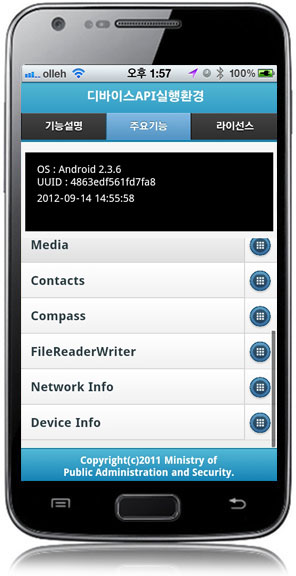 olleh 오후 1:57 100%
디바이스API실행환경
기능설명 주요기능 라이선스
OS : Android 2.3.6
UUID : 4863edf561fd7fa8
2012-09-14 14:55:58
Media
Contacts
Compass
FileReaderWriter
Network Info
Device Info
Copyright(c)2011 Ministry of
Public Administration and Security.